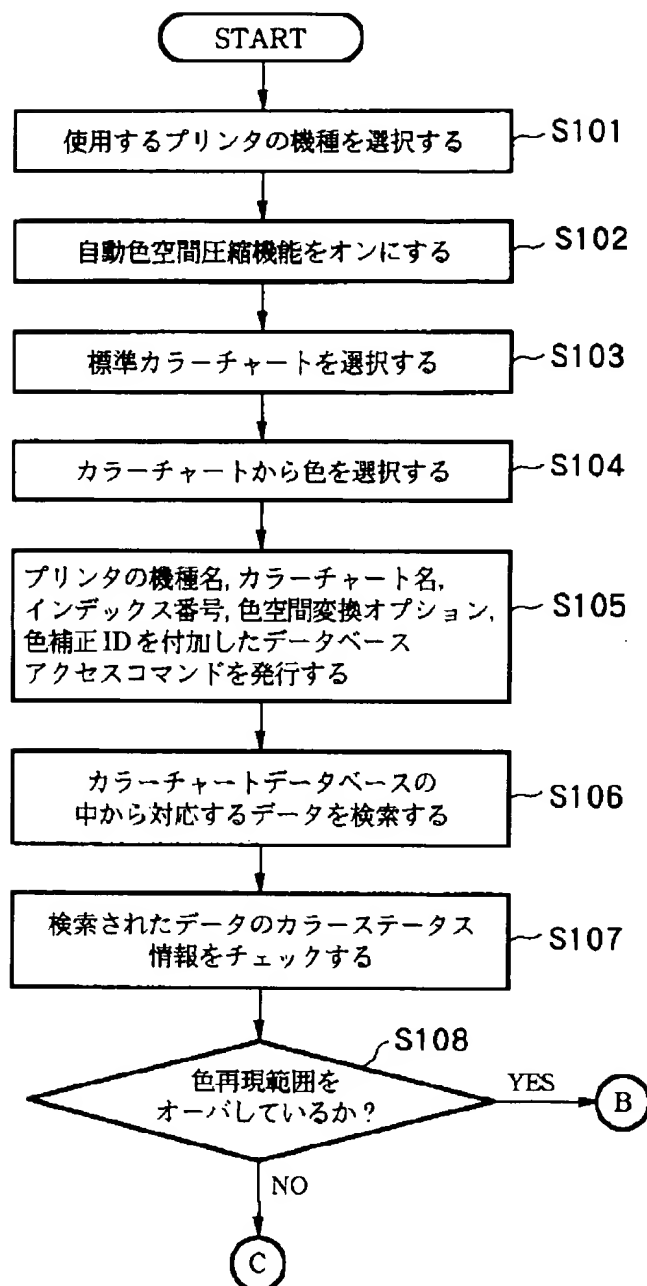 START
使用するプリンタの機種を選択する
S101
自動色空間圧縮機能をオンにする
S102
標準カラーチャートを選択する
S103
カラーチャートから色を選択する
S104
プリンタの機種名,カラーチャート名,
インデックス番号,色空間変換オプション,
色補正IDを付加したデータベース
アクセスコマンドを発行する
S105
カラーチャートデータベースの
中から対応するデータを検索する
S106
検索されたデータのカラーステータス
情報をチェックする
S107
S108
色再現範囲を
オーバしているか?
YES
B
NO
C